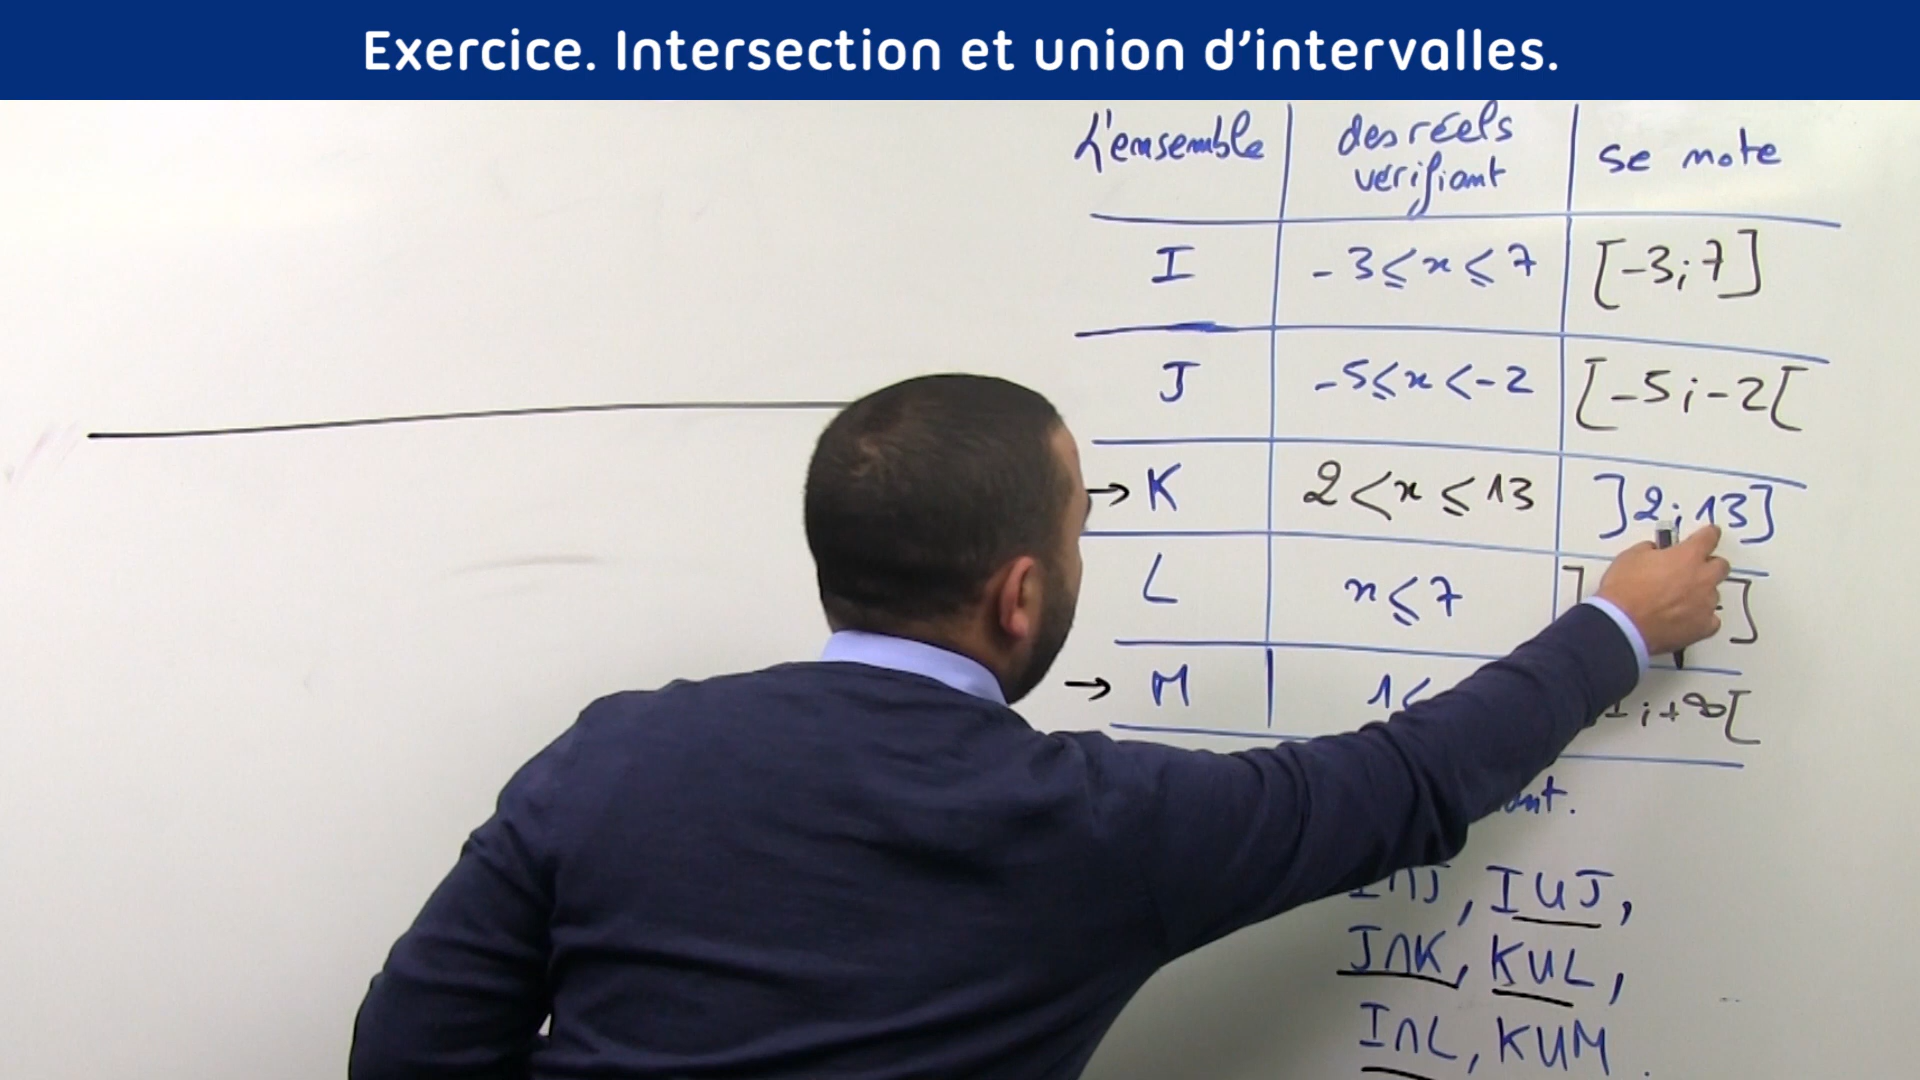 Exercice. Intersection et union d'intervalles.
L'ensemble des réels vérifiant se note
I -3≤x≤7 [-3;7]
J -5≤x<-2 [-5;-2[
→ K 2<x≤13 ]2;13]
L x≤7 ] ]
→ M 1< ;+∞[
I∩J, I∪J,
J∩K, K∪L,
I∩L, K∪M.